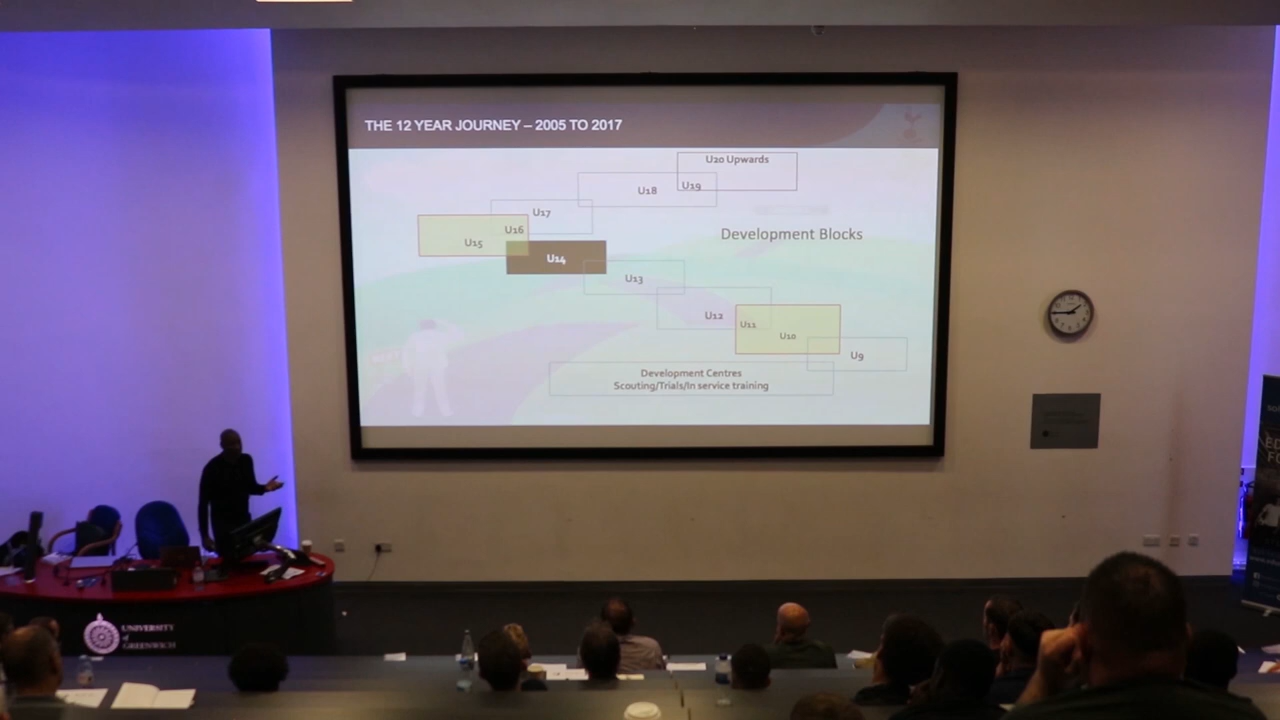 THE 12 YEAR JOURNEY – 2005 TO 2017
U20 Upwards
U18
U19
U17
U16
U15
Development Blocks
U14
U13
U12
U11
U10
U9
Development Centres
Scouting/Trials/In service training
UNIVERSITY
of
GREENWICH